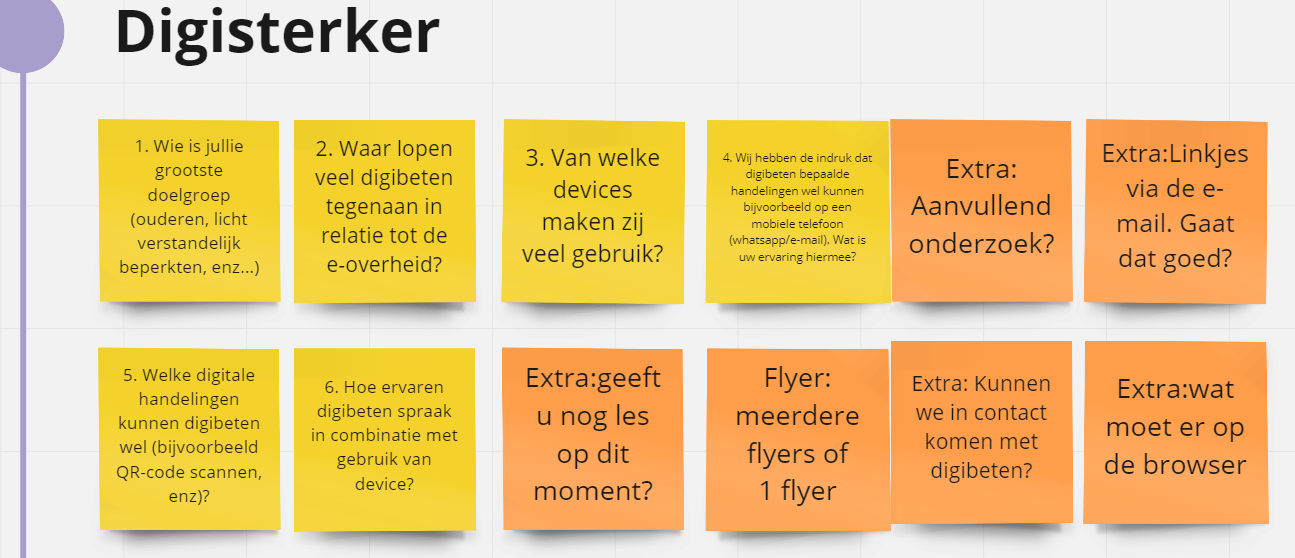 Digisterker
1. Wie is jullie
grootste
doelgroep
(ouderen, licht
verstandelijk
beperkten, enz...)
2. Waar lopen
veel digibeten
tegenaan in
relatie tot de
e-overheid?
3. Van welke
devices
maken zij
veel gebruik?
4. Wij hebben de indruk dat
digibeten bepaalde
handelingen wel kunnen
bijvoorbeeld op een
mobiele telefoon
(whatsapp/e-mail). Wat is
uw ervaring hiermee?
Extra:
Aanvullend
onderzoek?
Extra:Linkjes
via de e-
mail. Gaat
dat goed?
5. Welke digitale
handelingen
kunnen digibeten
wel (bijvoorbeeld
QR-code scannen,
enz)?
6. Hoe ervaren
digibeten spraak
in combinatie met
gebruik van
device?
Extra:geeft
u nog les
op dit
moment?
Flyer:
meerdere
flyers of
1 flyer
Extra: Kunnen
we in contact
komen met
digibeten?
Extra:wat
moet er op
de browser